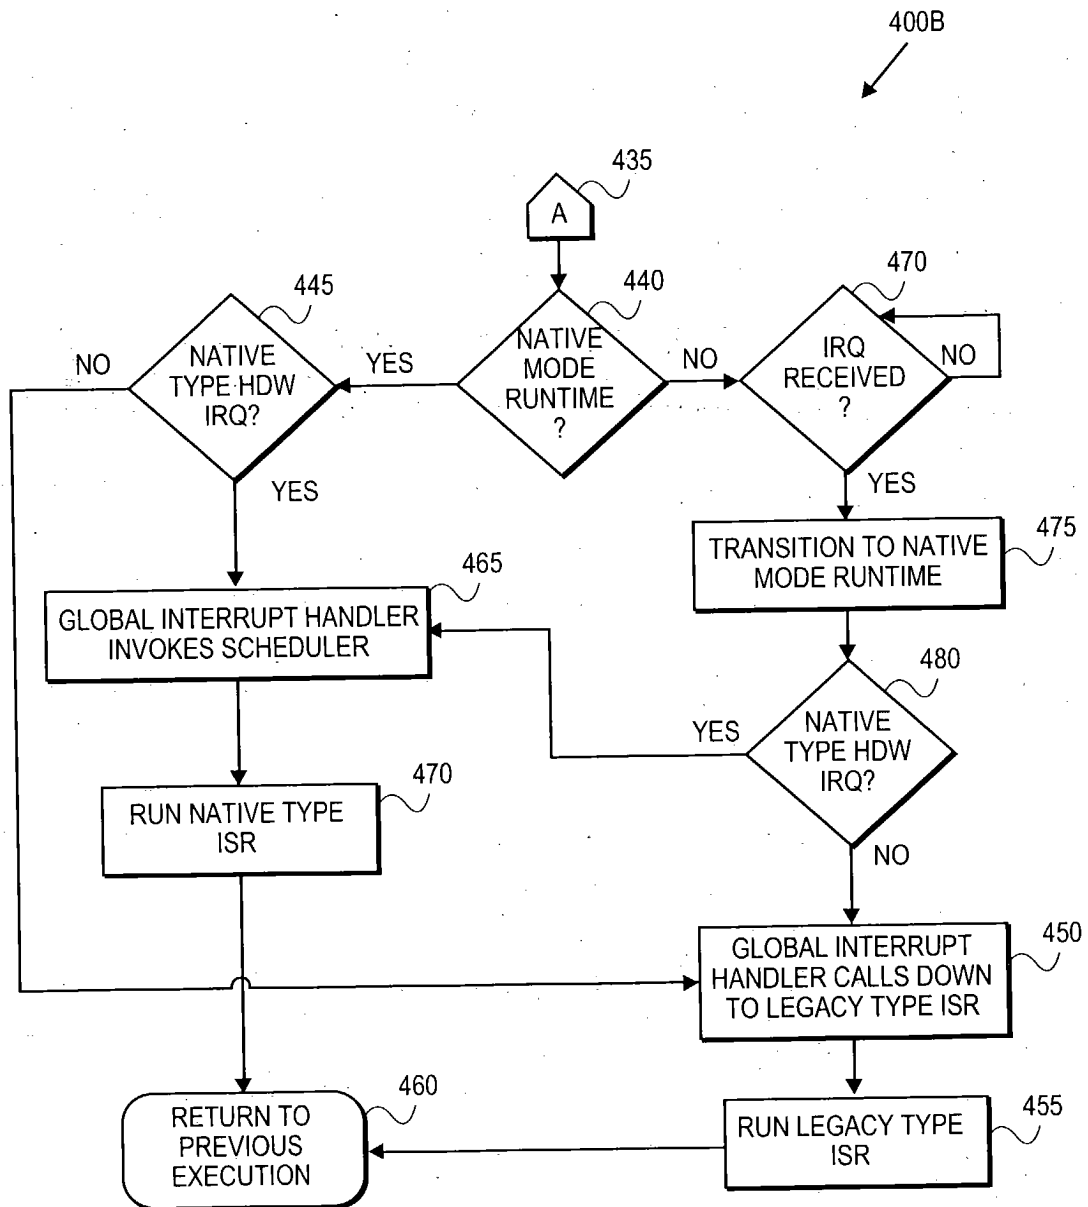 400B
435
A
445
440
470
NATIVE
TYPE HDW
IRQ?
NO
YES
NATIVE
MODE
RUNTIME
?
NO
IRQ
RECEIVED
?
NO
YES
YES
TRANSITION TO NATIVE
MODE RUNTIME
475
465
GLOBAL INTERRUPT HANDLER
INVOKES SCHEDULER
480
NATIVE
TYPE HDW
IRQ?
YES
NO
470
RUN NATIVE TYPE
ISR
450
GLOBAL INTERRUPT
HANDLER CALLS DOWN
TO LEGACY TYPE ISR
460
RETURN TO
PREVIOUS
EXECUTION
455
RUN LEGACY TYPE
ISR